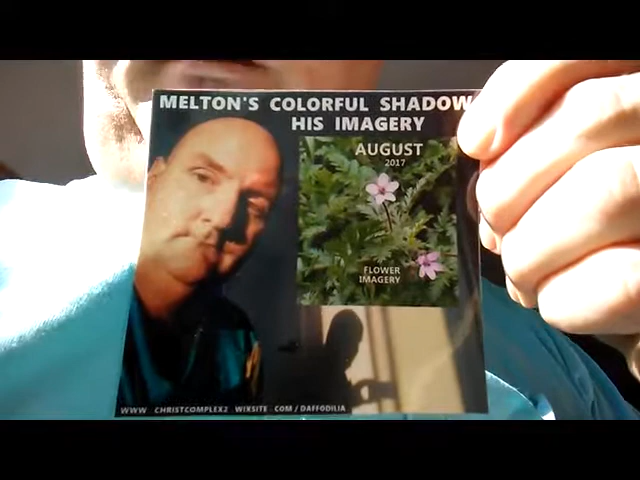 MELTON'S COLORFUL SHADOW
HIS IMAGERY
AUGUST
2017
FLOWER
IMAGERY
WWW CHRISTCOMPLEX2 WIXSITE COM / DAFFODILIA